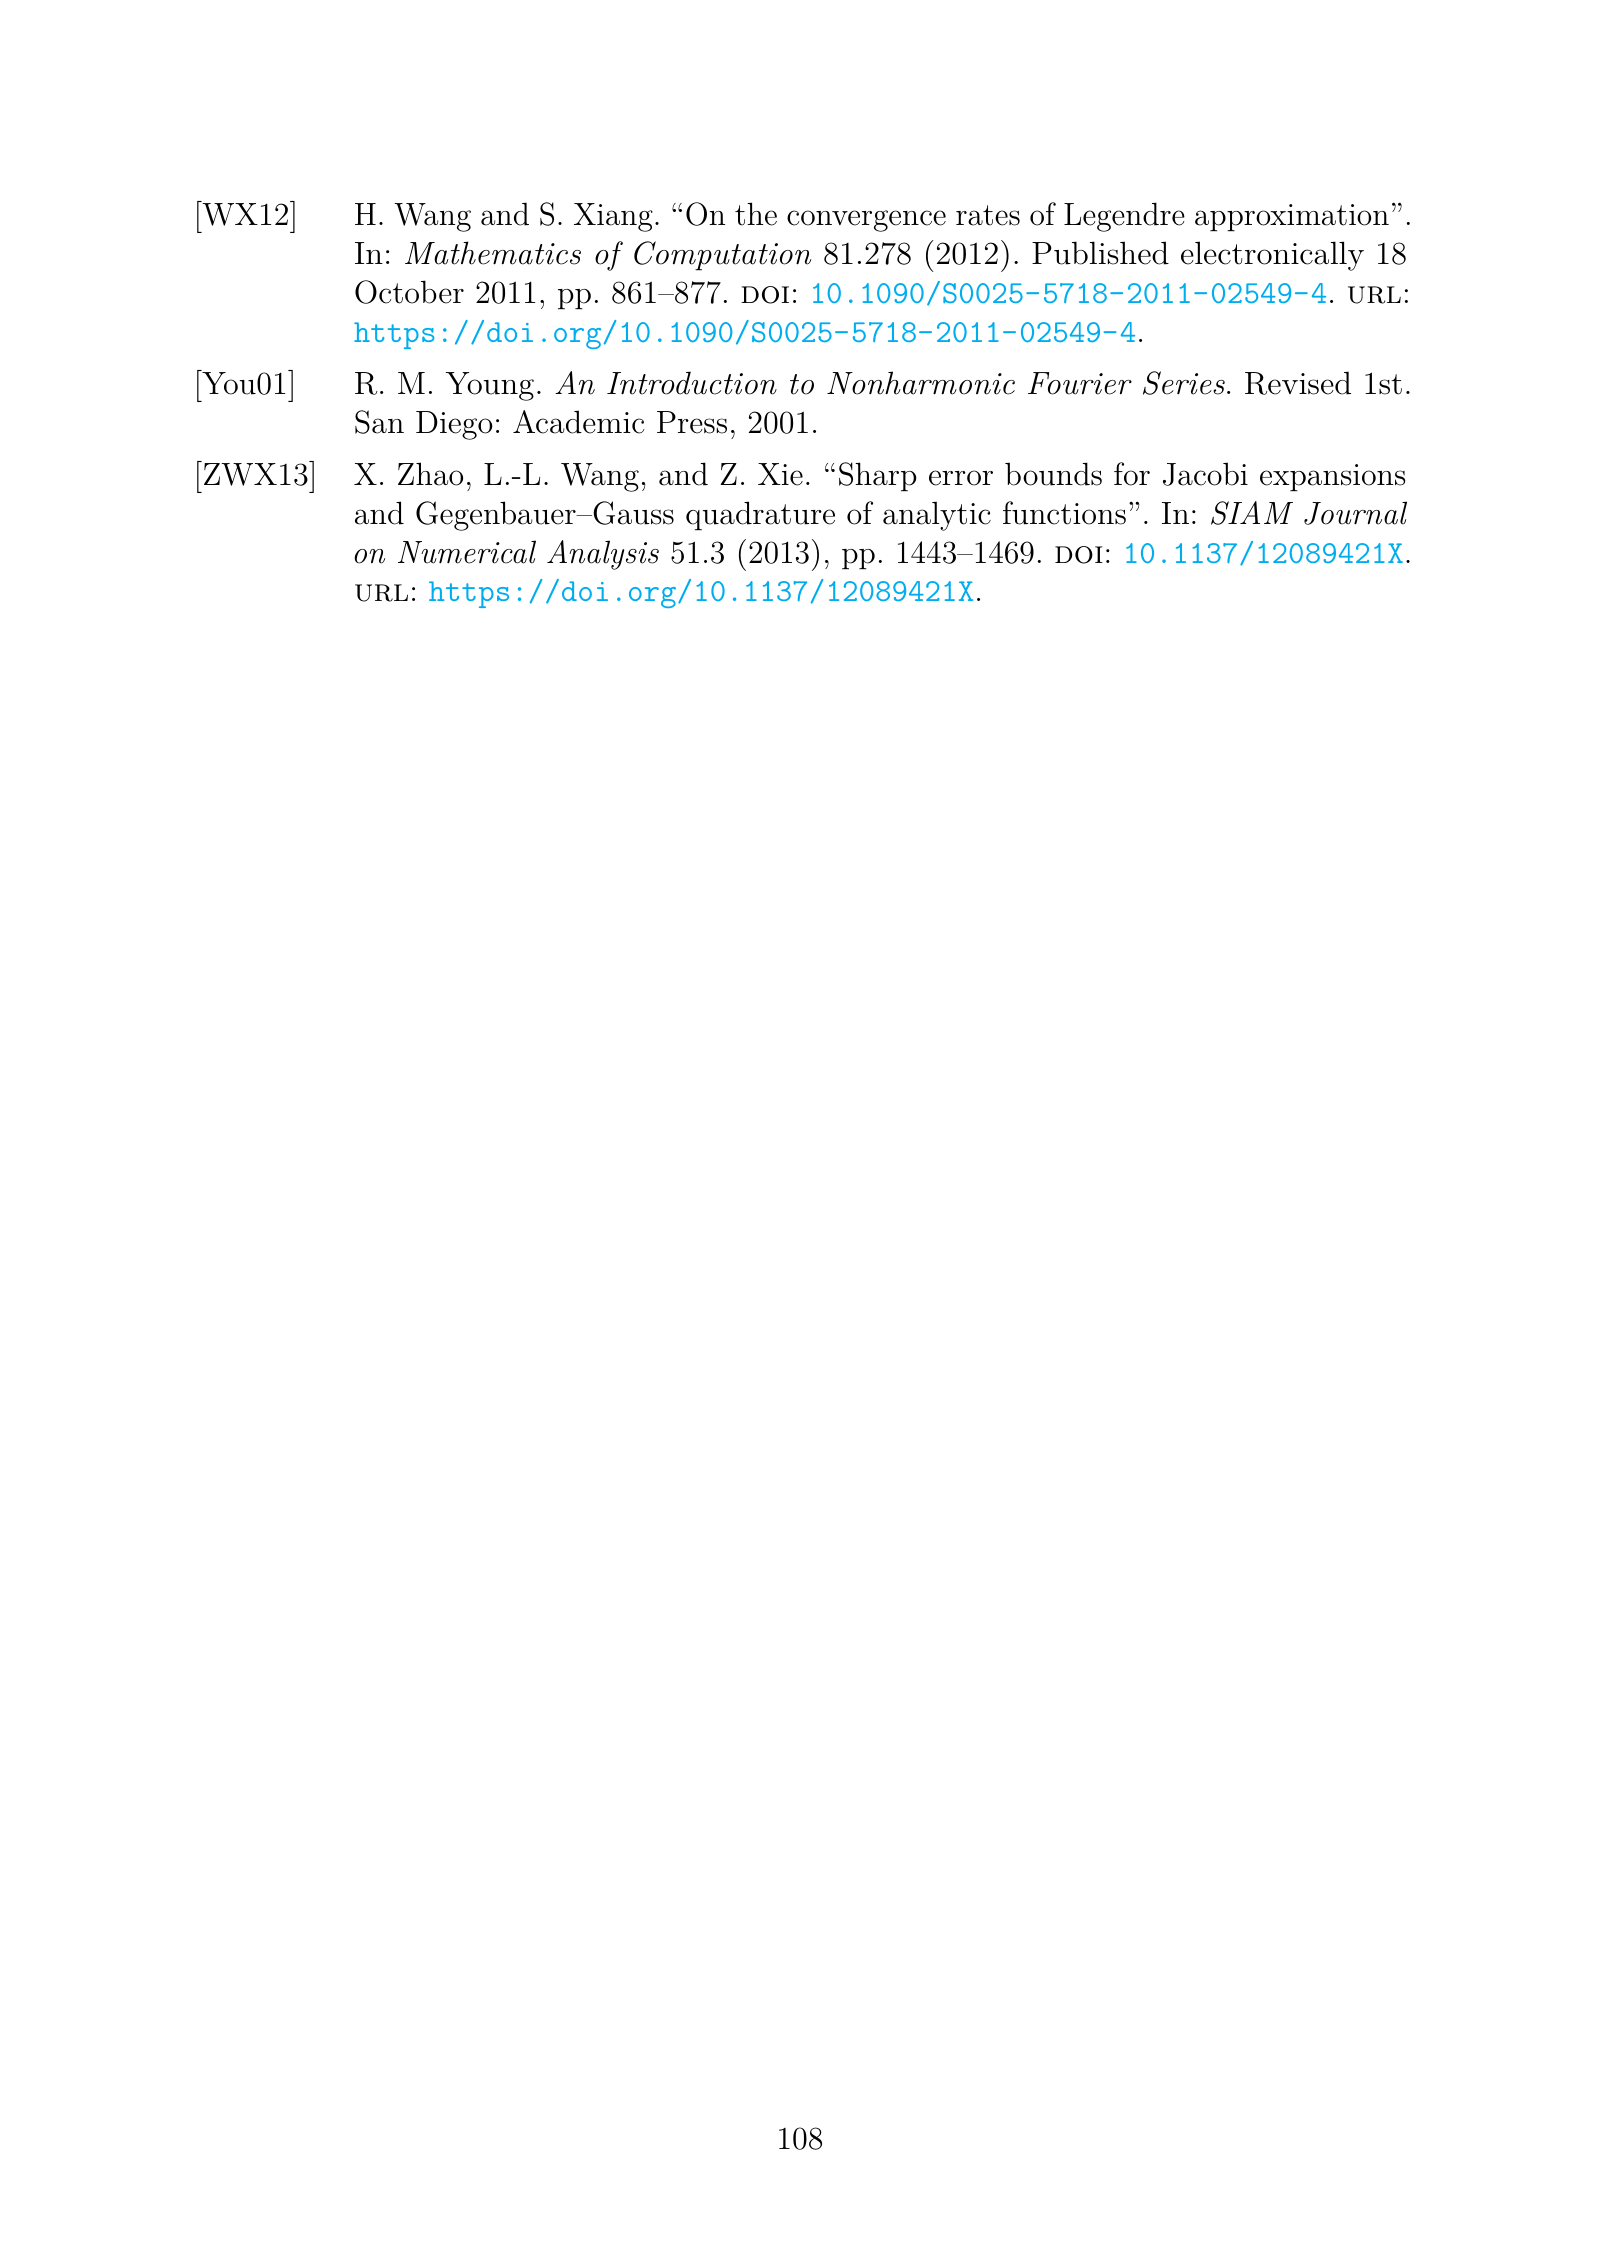 [WX12] H. Wang and S. Xiang. “On the convergence rates of Legendre approximation”.
In: Mathematics of Computation 81.278 (2012). Published electronically 18
October 2011, pp. 861–877. DOI: 10.1090/S0025-5718-2011-02549-4. URL:
https://doi.org/10.1090/S0025-5718-2011-02549-4.
[You01] R. M. Young. An Introduction to Nonharmonic Fourier Series. Revised 1st.
San Diego: Academic Press, 2001.
[ZWX13] X. Zhao, L.-L. Wang, and Z. Xie. “Sharp error bounds for Jacobi expansions
and Gegenbauer–Gauss quadrature of analytic functions”. In: SIAM Journal
on Numerical Analysis 51.3 (2013), pp. 1443–1469. DOI: 10.1137/12089421X.
URL: https://doi.org/10.1137/12089421X.
108